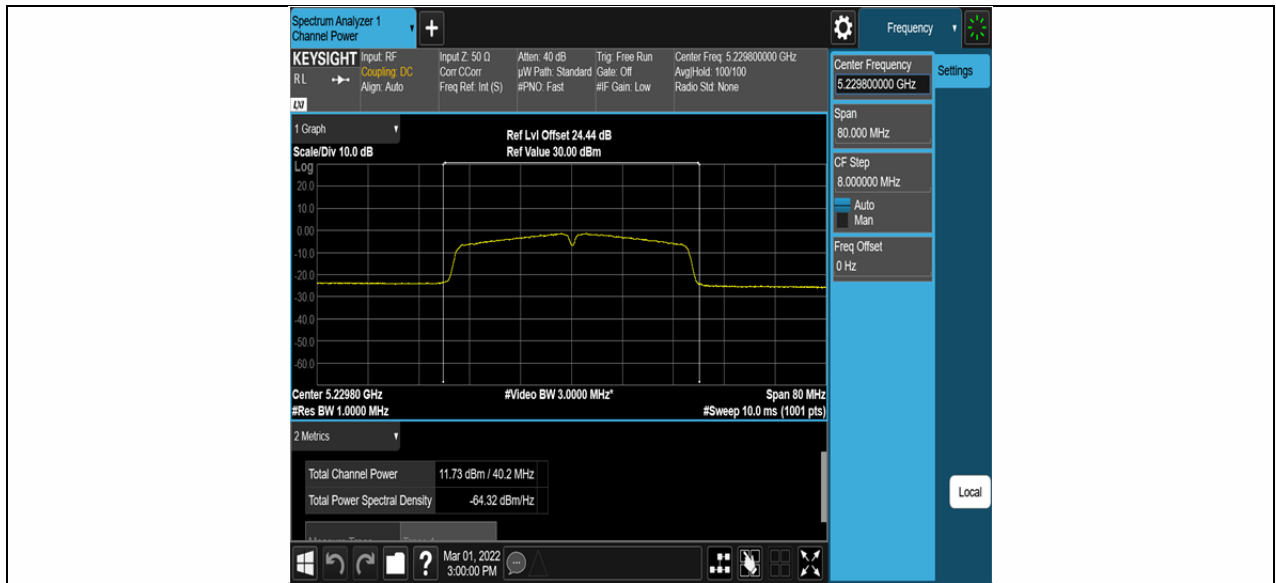 Spectrum Analyzer 1
Channel Power
+
Frequency
KEYSIGHT
RL
LXI
Input: RF
Coupling: DC
Align: Auto
Input Z: 50 Ω
Corr CCorr
Freq Ref: Int (S)
Atten: 40 dB
µW Path: Standard
#PNO: Fast
Trig: Free Run
Gate: Off
#IF Gain: Low
Center Freq: 5.229800000 GHz
Avg|Hold: 100/100
Radio Std: None
Center Frequency
5.229800000 GHz
Settings
Span
80.000 MHz
CF Step
8.000000 MHz
Auto
Man
Freq Offset
0 Hz
Local
1 Graph
Scale/Div 10.0 dB
Ref Lvl Offset 24.44 dB
Ref Value 30.00 dBm
Log
20.0
10.0
0.00
-10.0
-20.0
-30.0
-40.0
-50.0
-60.0
Center 5.22980 GHz
#Video BW 3.0000 MHz*
Span 80 MHz
#Res BW 1.0000 MHz
#Sweep 10.0 ms (1001 pts)
2 Metrics
Total Channel Power 11.73 dBm / 40.2 MHz
Total Power Spectral Density -64.32 dBm/Hz
?
Mar 01, 2022
3:00:00 PM